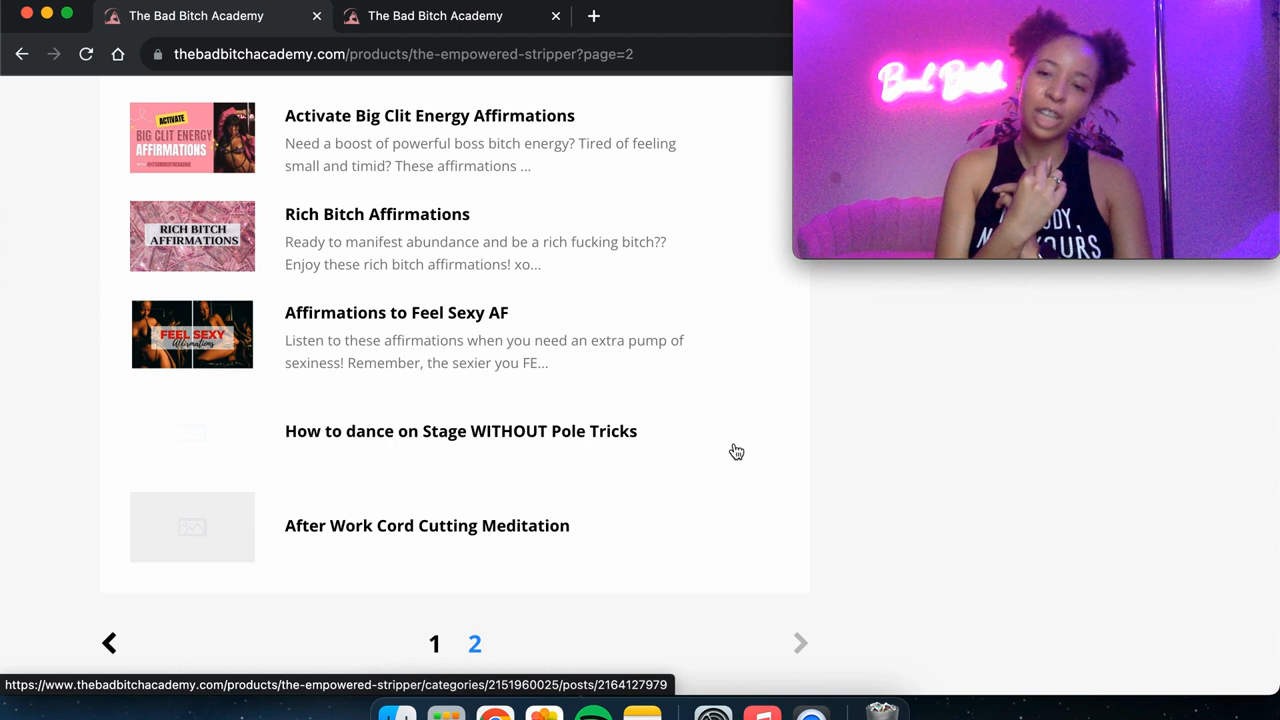 The Bad Bitch Academy
The Bad Bitch Academy
thebadbitchacademy.com/products/the-empowered-stripper?page=2
Bad Bitch
ACTIVATE
BIG CLIT ENERGY
AFFIRMATIONS
Activate Big Clit Energy Affirmations
Need a boost of powerful boss bitch energy? Tired of feeling
small and timid? These affirmations ...
RICH BITCH
AFFIRMATIONS
Rich Bitch Affirmations
Ready to manifest abundance and be a rich fucking bitch??
Enjoy these rich bitch affirmations! xo...
FEEL SEXY
Affirmations
Affirmations to Feel Sexy AF
Listen to these affirmations when you need an extra pump of
sexiness! Remember, the sexier you FE...
How to dance on Stage WITHOUT Pole Tricks
After Work Cord Cutting Meditation
1 2
https://www.thebadbitchacademy.com/products/the-empowered-stripper/categories/2151960025/posts/2164127979